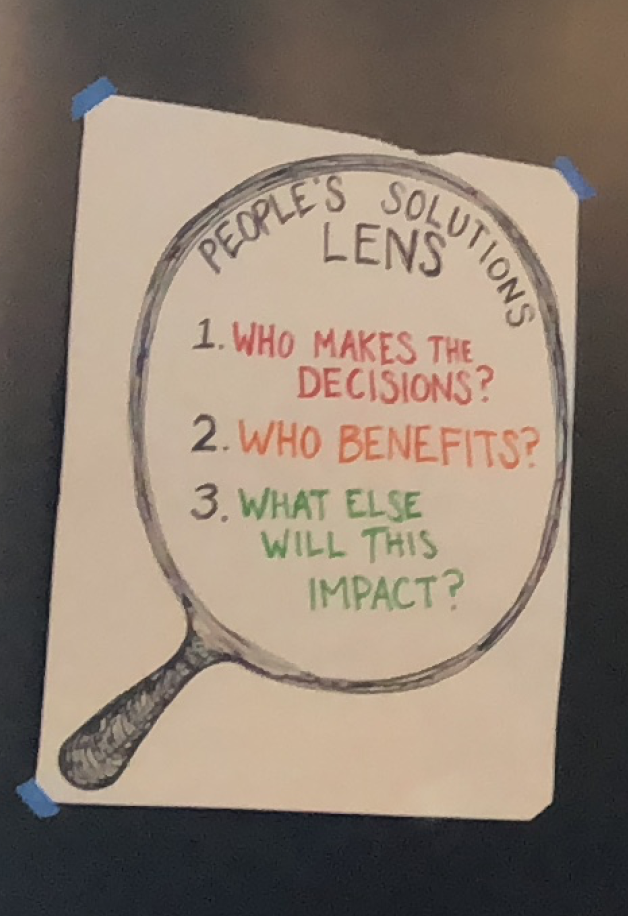 PEOPLE'S SOLUTIONS
LENS
1. WHO MAKES THE
DECISIONS?
2. WHO BENEFITS?
3. WHAT ELSE
WILL THIS
IMPACT?